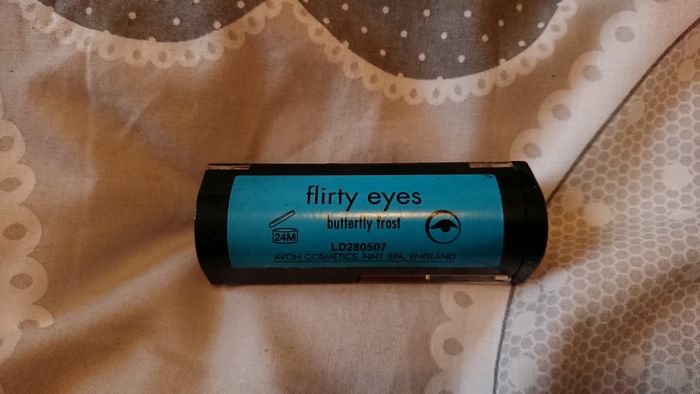 flirty eyes
butterfly frost
24M
LD280507
AVON COSMETICS, NN1 5PA, ENGLAND